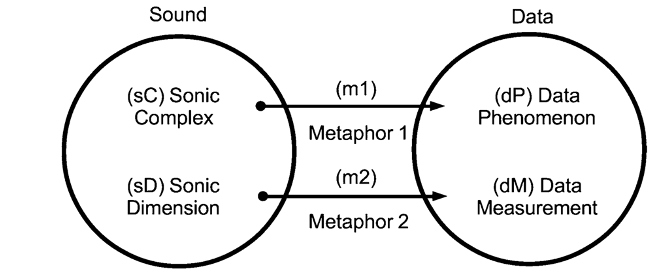 Sound
Data
(sC) Sonic
Complex
(m1)
Metaphor 1
(dP) Data
Phenomenon
(sD) Sonic
Dimension
(m2)
Metaphor 2
(dM) Data
Measurement